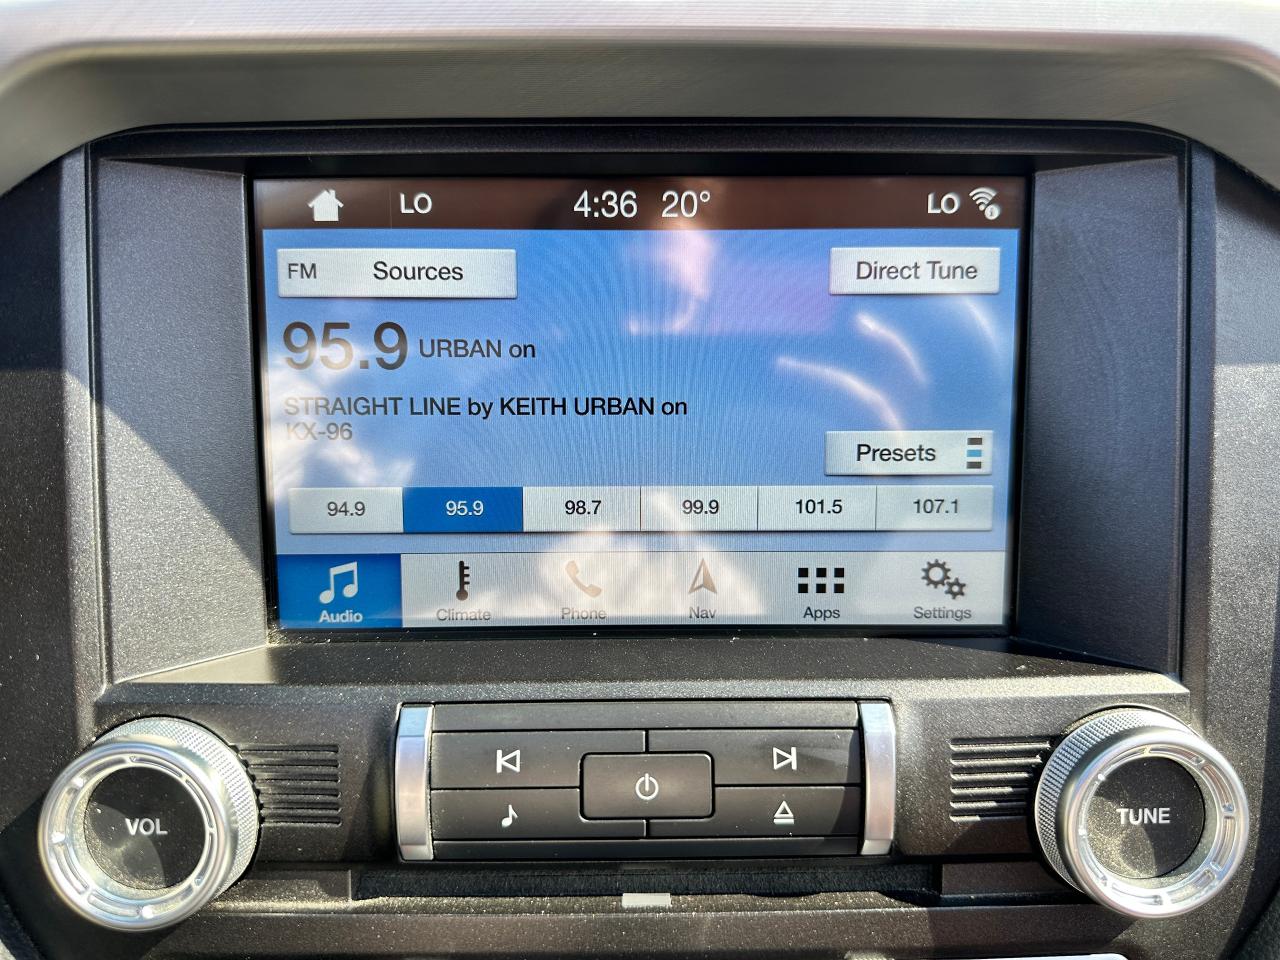 LO 4:36 20° LO
FM Sources Direct Tune
95.9 URBAN on
STRAIGHT LINE by KEITH URBAN on
KX-96
Presets
94.9 95.9 98.7 99.9 101.5 107.1
Audio Climate Phone Nav Apps Settings
VOL TUNE